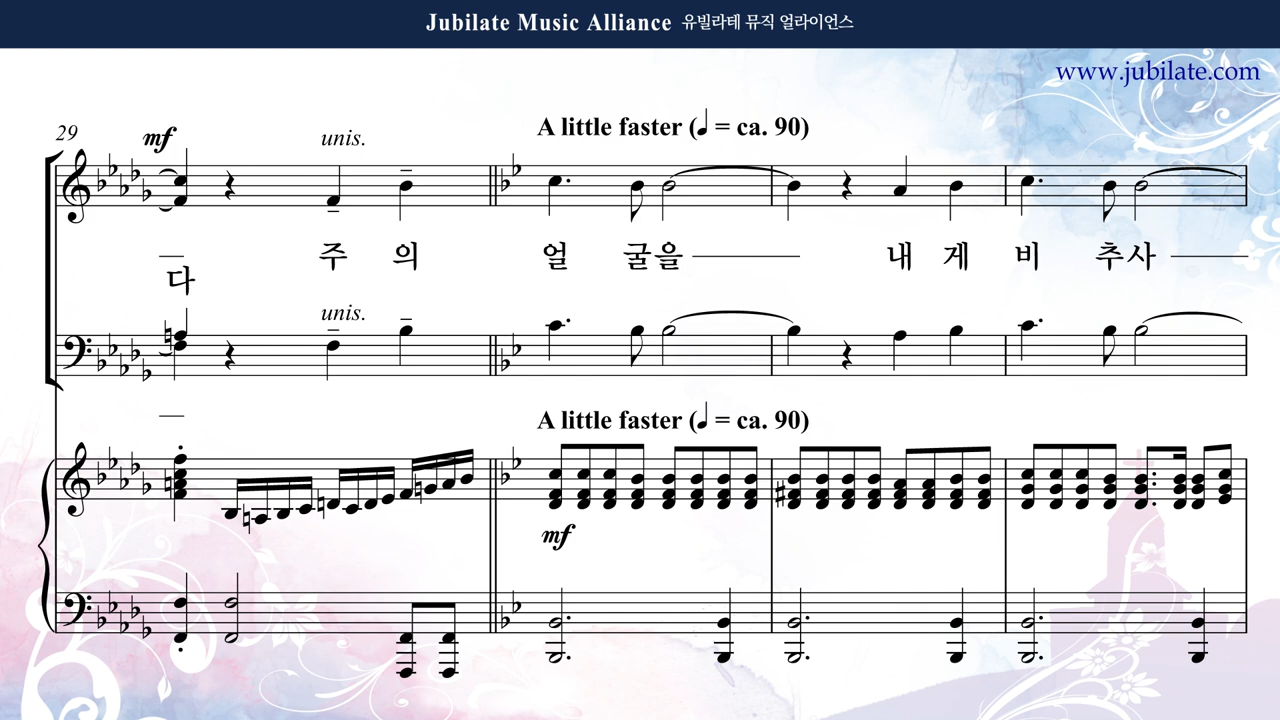 Jubilate Music Alliance 유빌라테 뮤직 얼라이언스
www.jubilate.com
29 mf unis. A little faster (♩ = ca. 90)
주 의 얼 굴을 내 게 비 추사
다
unis.
A little faster (♩ = ca. 90)
mf